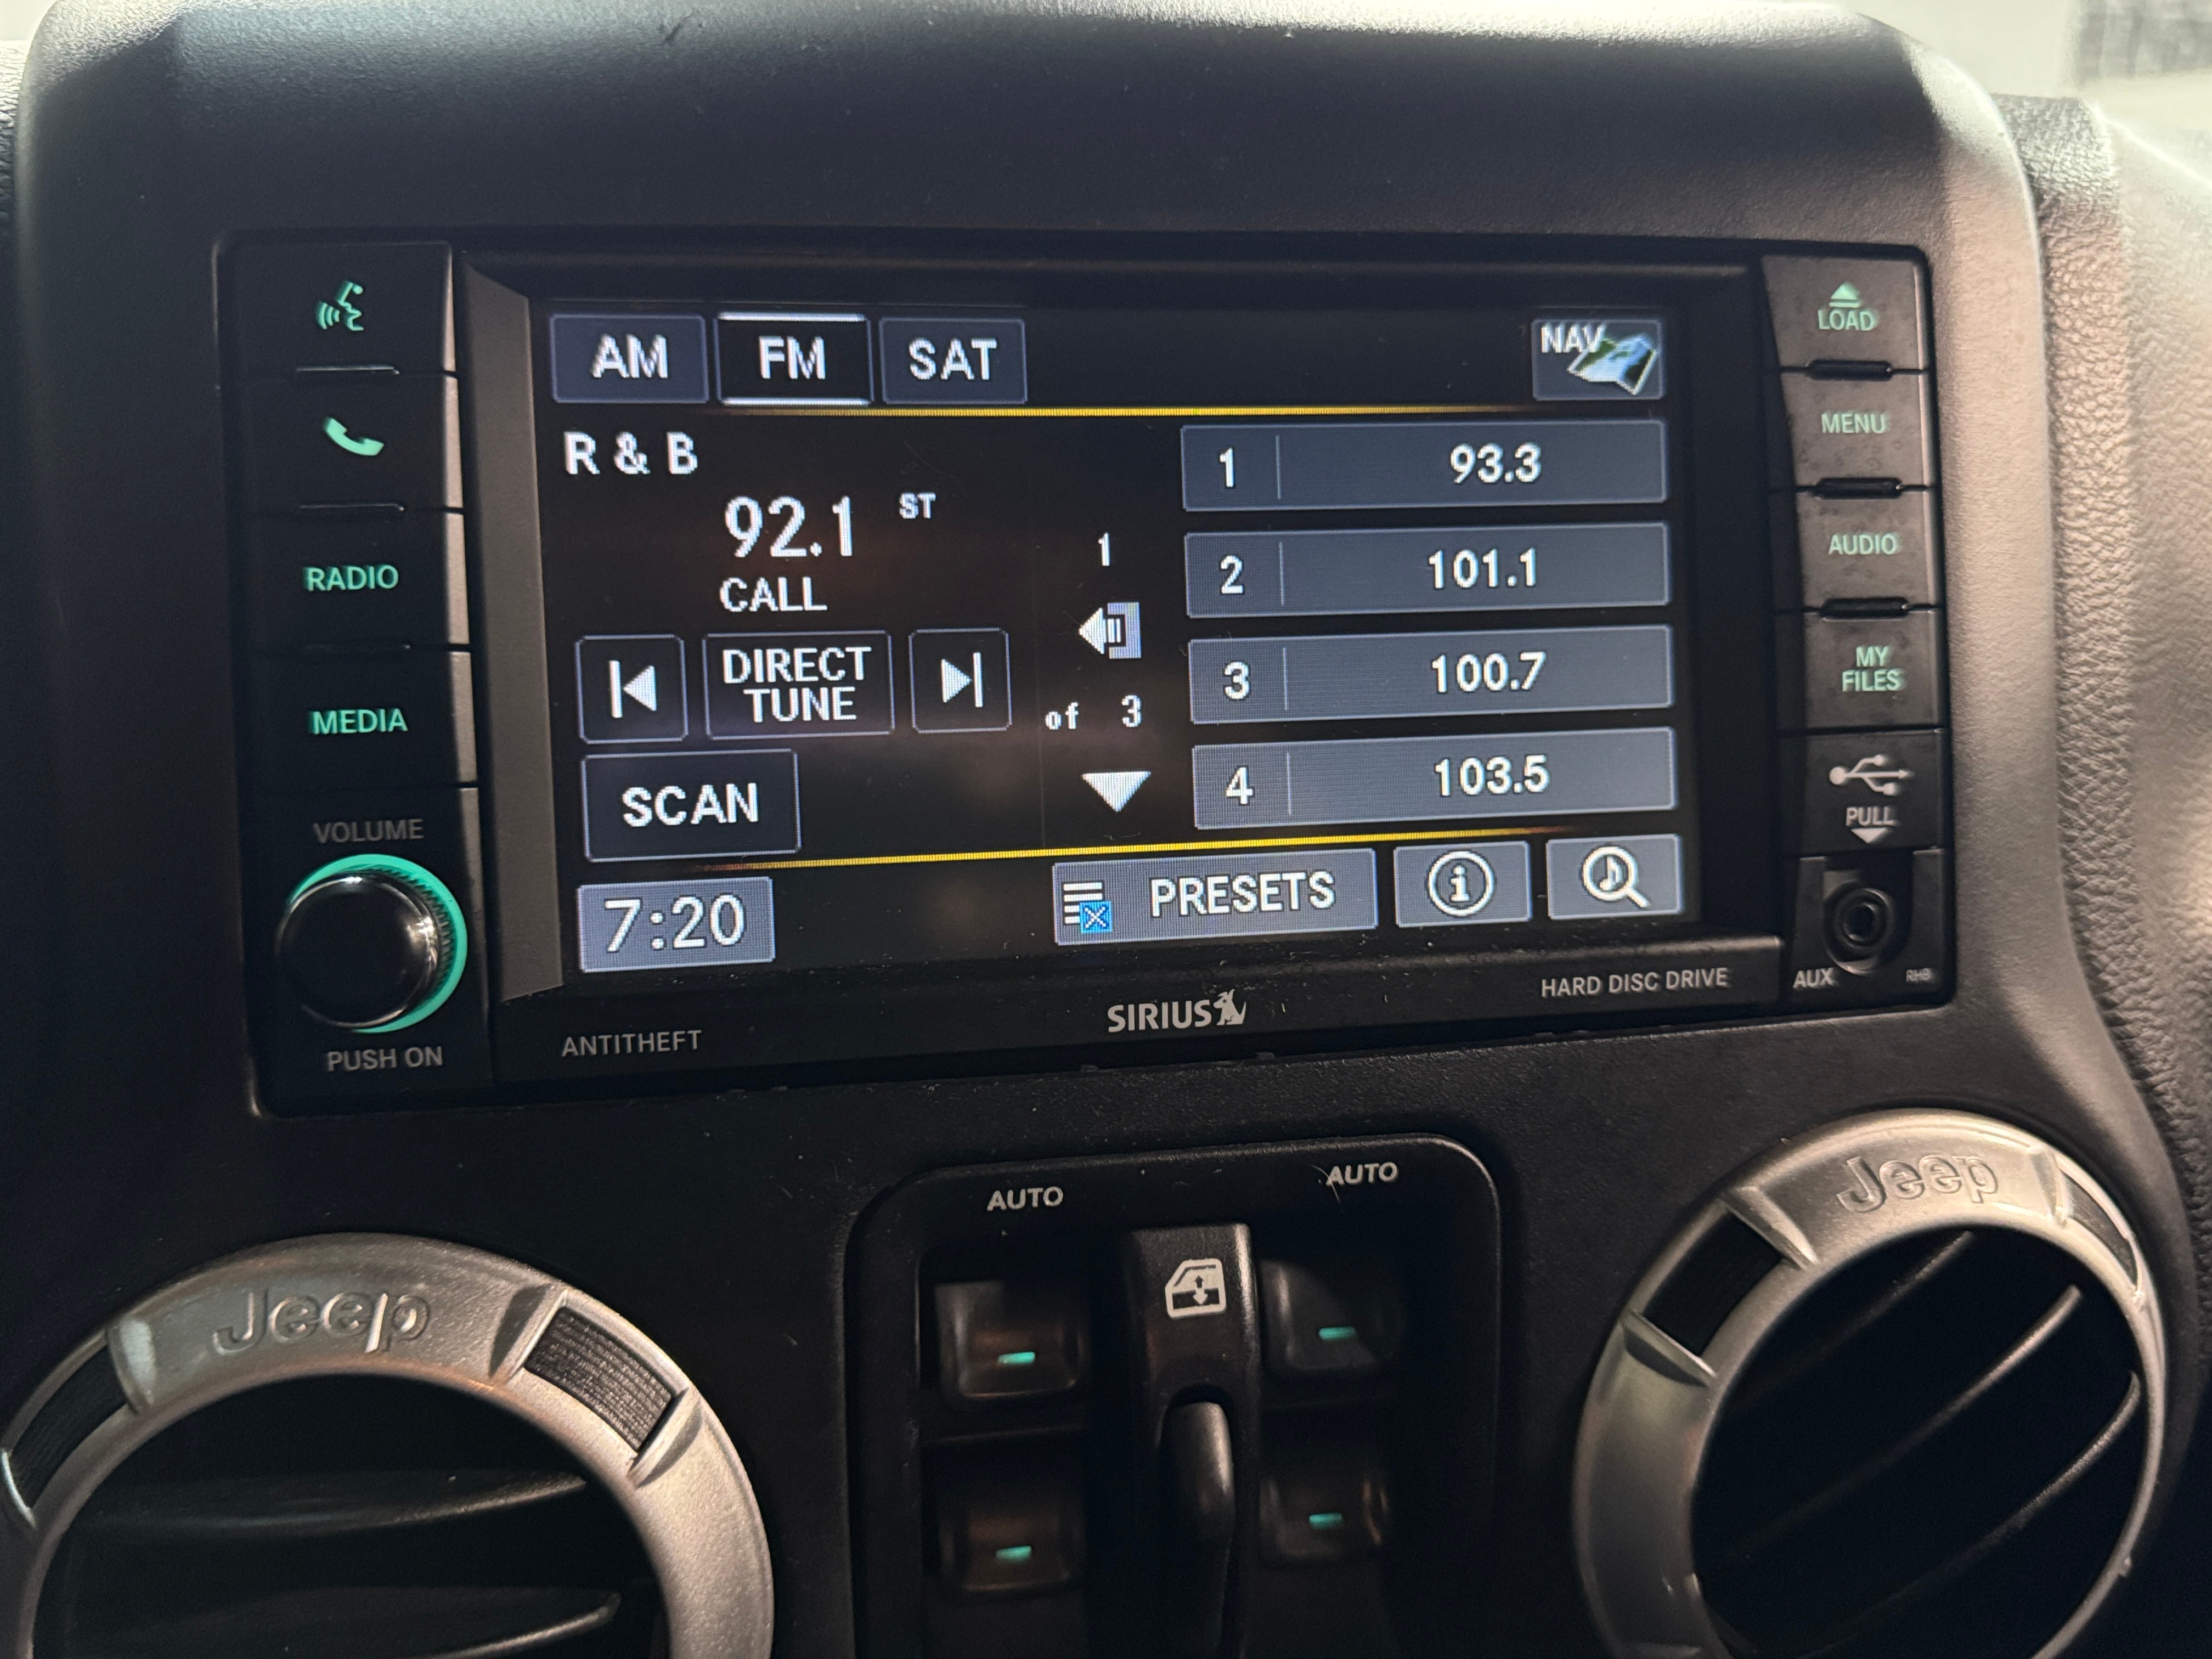 AM FM SAT NAV
LOAD
MENU
AUDIO
MY
FILES
PULL
AUX RHB
RADIO
MEDIA
VOLUME
PUSH ON
R & B
92.1 ST
CALL
DIRECT
TUNE
SCAN
7:20
1
of 3
1 93.3
2 101.1
3 100.7
4 103.5
PRESETS
ANTITHEFT
SIRIUS
HARD DISC DRIVE
AUTO AUTO
Jeep
Jeep